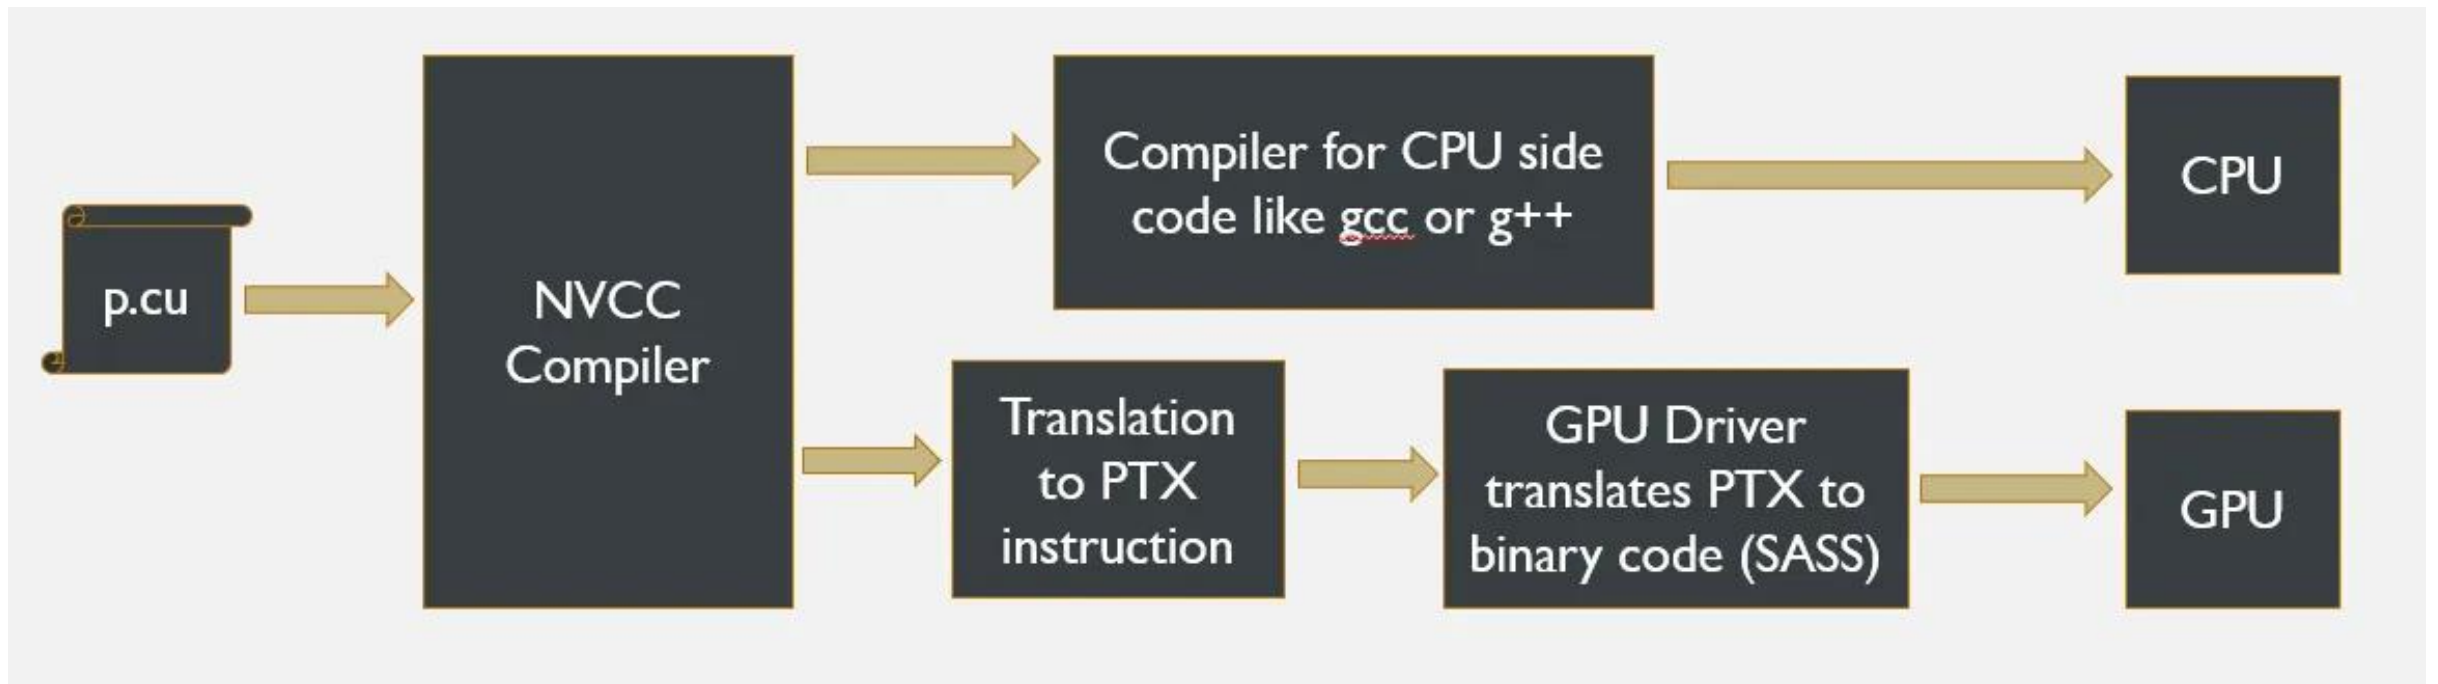 p.cu
NVCC
Compiler
Compiler for CPU side
code like gcc or g++
CPU
Translation
to PTX
instruction
GPU Driver
translates PTX to
binary code (SASS)
GPU